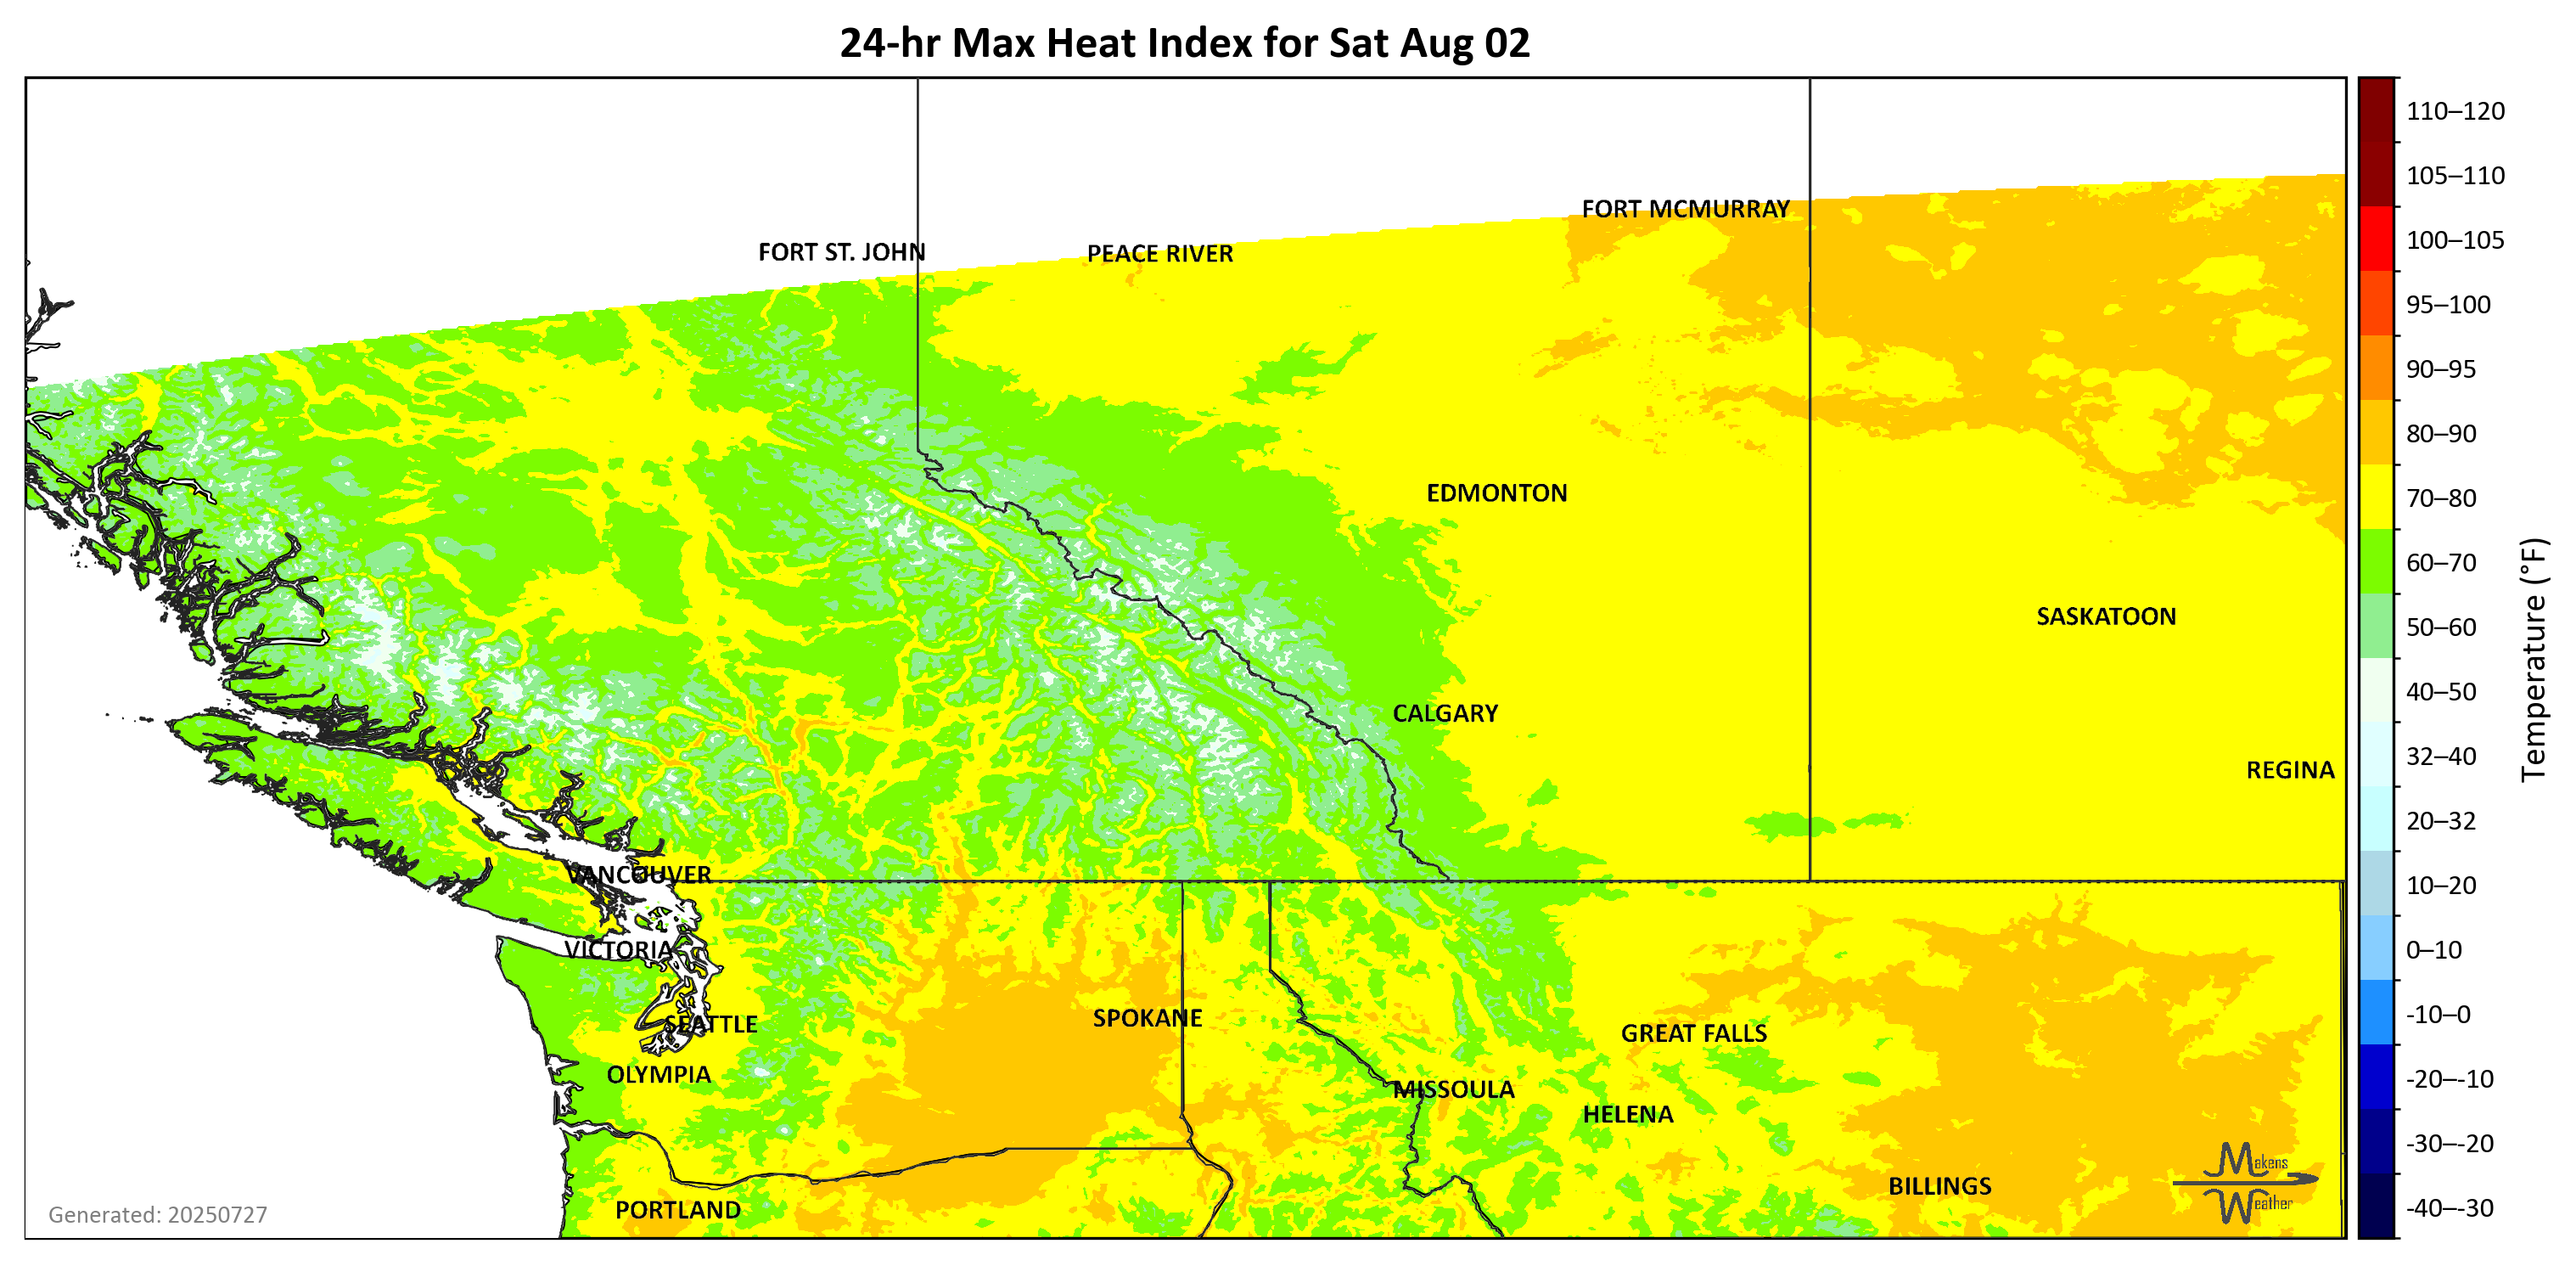 24-hr Max Heat Index for Sat Aug 02
110–120
105–110
100–105
95–100
90–95
80–90
70–80
60–70
50–60
40–50
32–40
20–32
10–20
0–10
-10–0
-20–-10
-30–-20
-40–-30
Temperature (°F)
FORT MCMURRAY
FORT ST. JOHN
PEACE RIVER
EDMONTON
SASKATOON
CALGARY
REGINA
VANCOUVER
VICTORIA
SEATTLE
SPOKANE
GREAT FALLS
OLYMPIA
MISSOULA
HELENA
BILLINGS
PORTLAND
Makens
Weather
Generated: 20250727